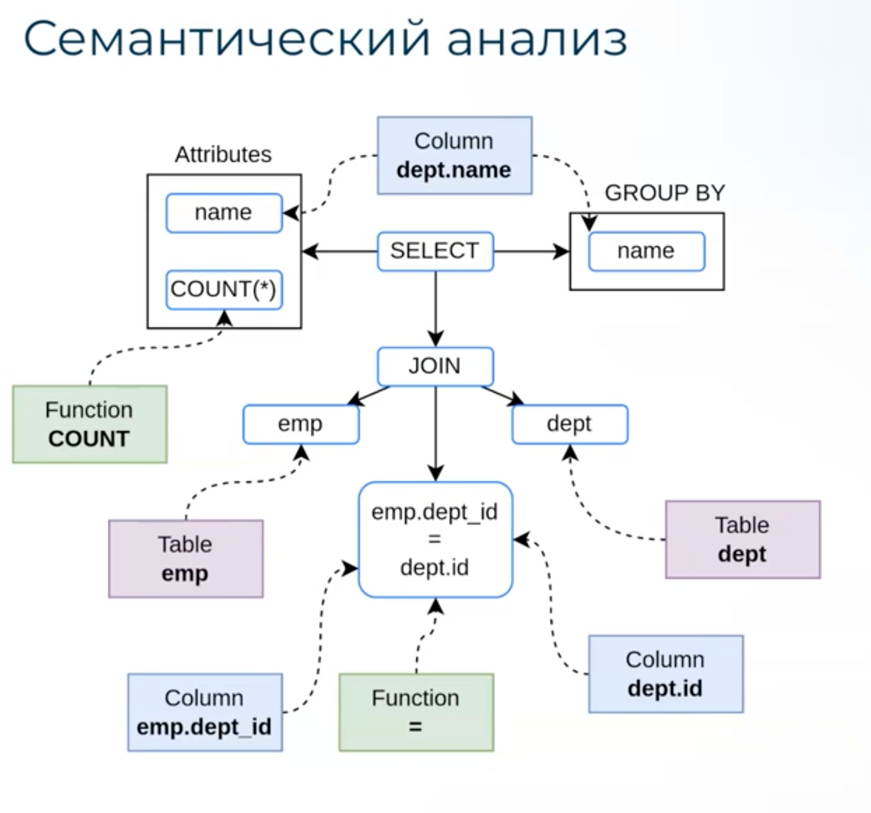 Семантический анализ
Column
dept.name
Attributes
GROUP BY
name
SELECT
name
COUNT(*)
JOIN
Function
COUNT
emp
dept
emp.dept_id
=
dept.id
Table
emp
Table
dept
Column
dept.id
Column
emp.dept_id
Function
=